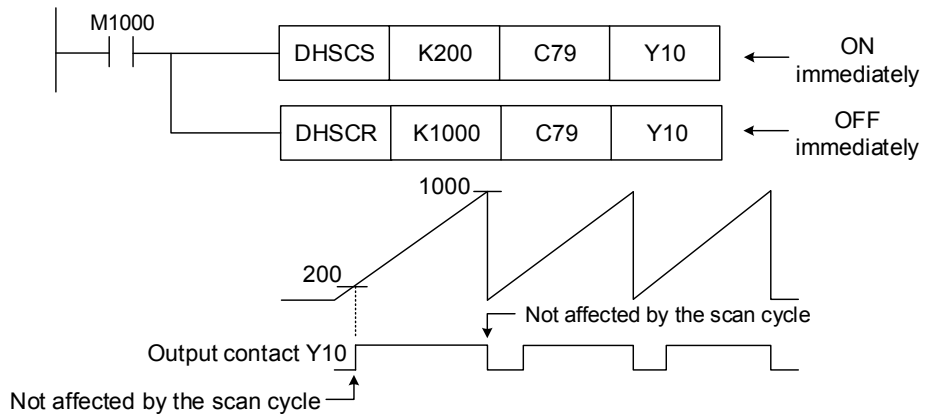 M1000
DHSCS K200 C79 Y10
ON
immediately
DHSCR K1000 C79 Y10
OFF
immediately
1000
200
Not affected by the scan cycle
Output contact Y10
Not affected by the scan cycle